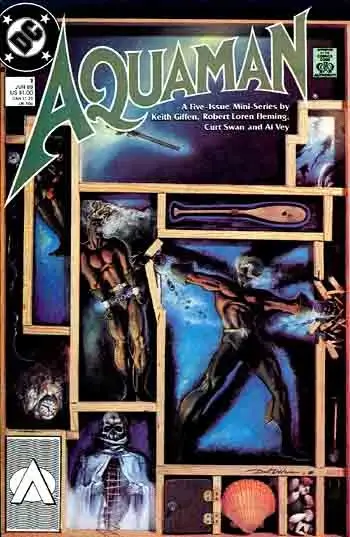 DC
AQUAMAN
1
JUN 89
US $1.00
A Five-Issue Mini-Series by
Keith Giffen, Robert Loren Fleming,
Curt Swan and Al Vey